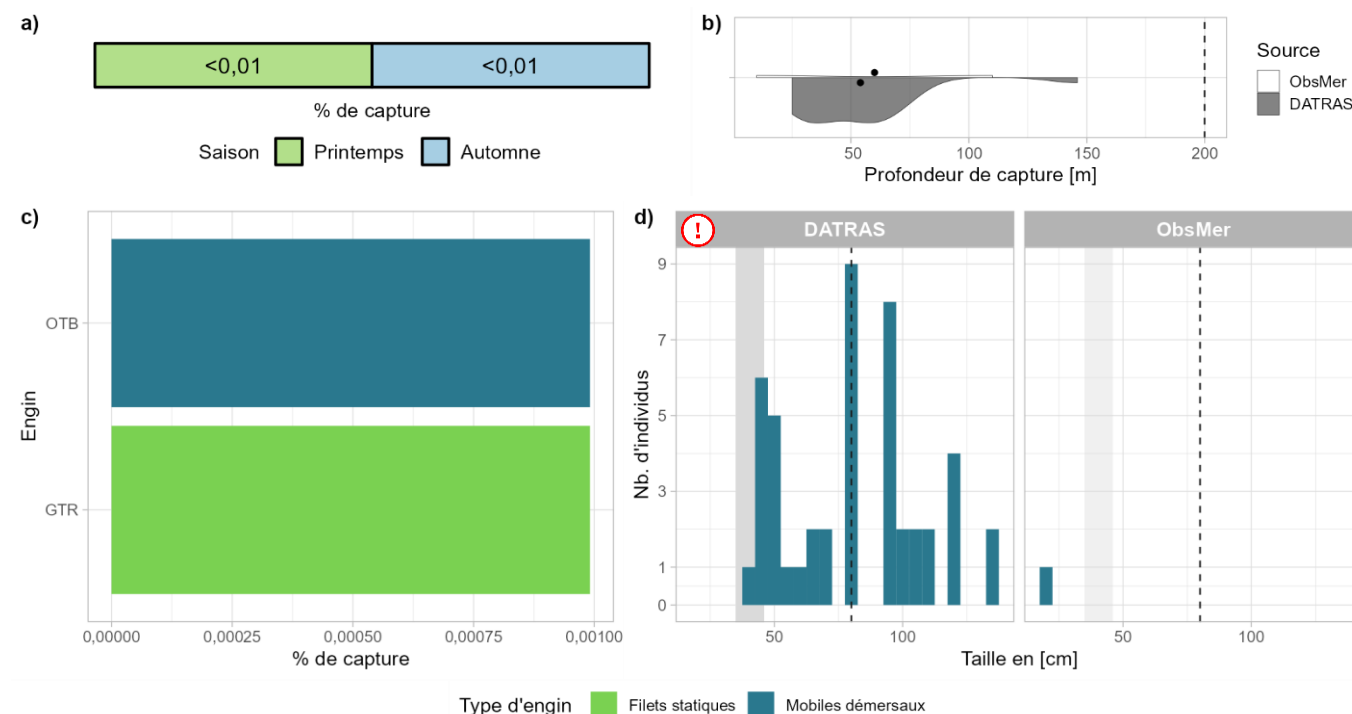 a)
<0,01 <0,01
% de capture
Saison Printemps Automne
b)
50 100 150 200
Profondeur de capture [m]
Source
ObsMer
DATRAS
c)
Engin
OTB
GTR
0,00000 0,00025 0,00050 0,00075 0,00100
% de capture
d)
! DATRAS ObsMer
Nb. d'individus
9
7
5
3
1
0
50 100 50 100
Taille en [cm]
Type d'engin Filets statiques Mobiles démersaux